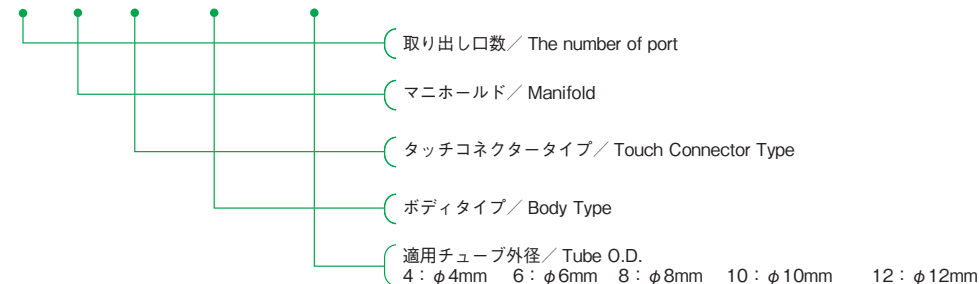 取り出し口数／ The number of port
マニホールド／ Manifold
タッチコネクタータイプ／ Touch Connector Type
ボディタイプ／ Body Type
適用チューブ外径／ Tube O.D.
4：φ4mm 6：φ6mm 8：φ8mm 10：φ10mm 12：φ12mm